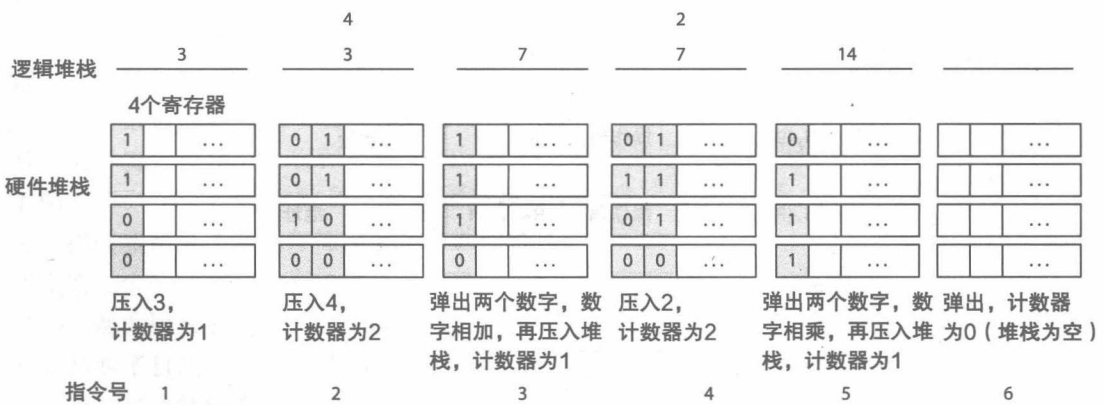 4 2
逻辑堆栈 3 3 7 7 14
4个寄存器
1 ... 0 1 ... 1 ... 0 1 ... 0 ... ...
硬件堆栈 1 ... 0 1 ... 1 ... 1 1 ... 1 ... ...
0 ... 1 0 ... 1 ... 0 1 ... 1 ... ...
0 ... 0 0 ... 0 ... 0 0 ... 1 ... ...
压入3， 压入4， 弹出两个数字，数 压入2， 弹出两个数字，数 弹出，计数器
计数器为1 计数器为2 字相加，再压入堆 计数器为2 字相乘，再压入堆 为0（堆栈为空）
栈，计数器为1 栈，计数器为1
指令号 1 2 3 4 5 6